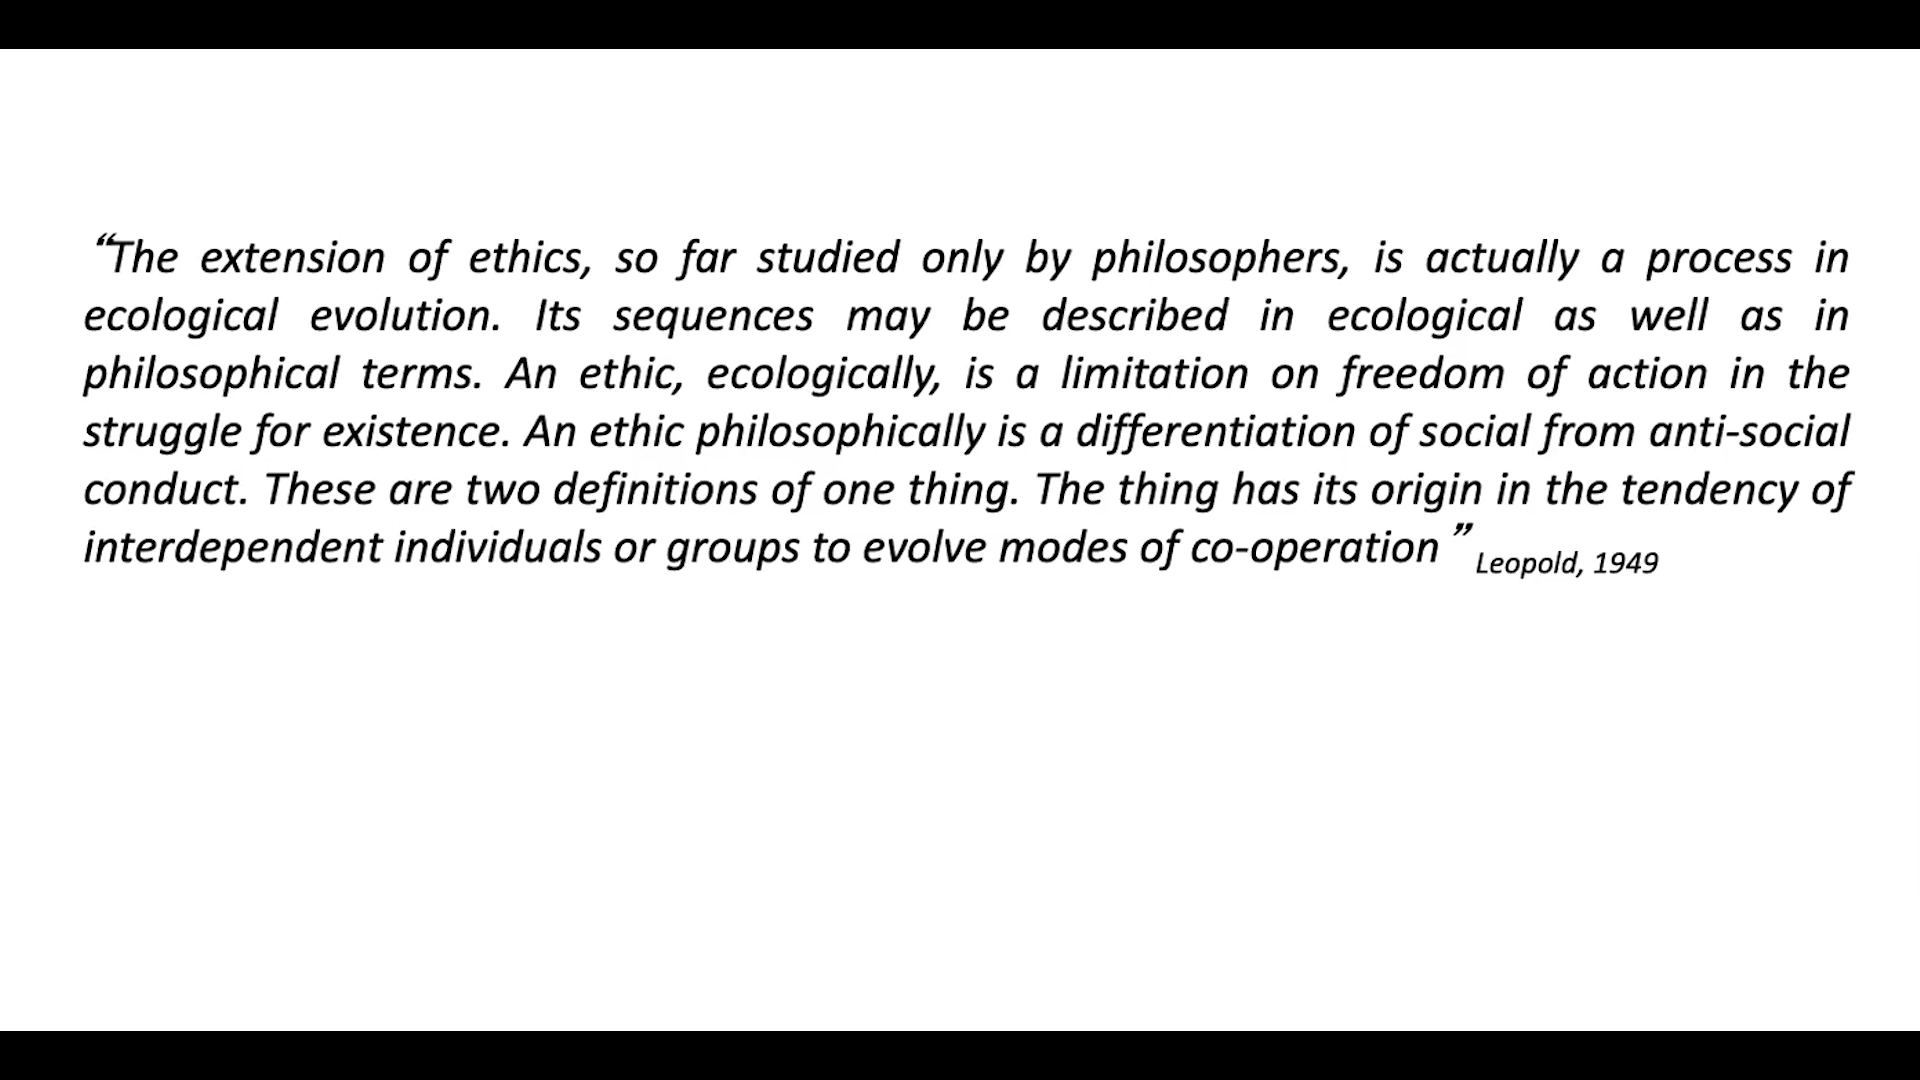 “The extension of ethics, so far studied only by philosophers, is actually a process in
ecological evolution. Its sequences may be described in ecological as well as in
philosophical terms. An ethic, ecologically, is a limitation on freedom of action in the
struggle for existence. An ethic philosophically is a differentiation of social from anti-social
conduct. These are two definitions of one thing. The thing has its origin in the tendency of
interdependent individuals or groups to evolve modes of co-operation” Leopold, 1949